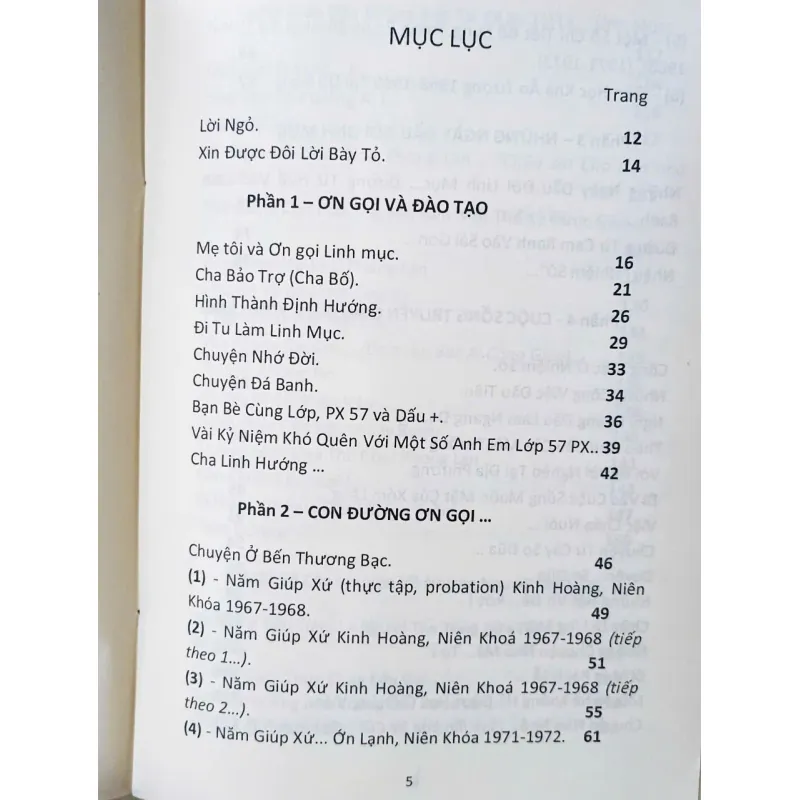 MỤC LỤC
Trang
Lời Ngỏ. 12
Xin Được Đôi Lời Bày Tỏ. 14
Phần 1 – ƠN GỌI VÀ ĐÀO TẠO
Mẹ tôi và Ơn gọi Linh mục. 16
Cha Bảo Trợ (Cha Bố). 21
Hình Thành Định Hướng. 26
Đi Tu Làm Linh Mục. 29
Chuyện Nhớ Đời. 33
Chuyện Đá Banh. 34
Bạn Bè Cùng Lớp, PX 57 và Dấu +. 36
Vài Kỷ Niệm Khó Quên Với Một Số Anh Em Lớp 57 PX.. 39
Cha Linh Hướng ... 42
Phần 2 – CON ĐƯỜNG ƠN GỌI ...
Chuyện Ở Bến Thương Bạc. 46
(1) - Năm Giúp Xứ (thực tập, probation) Kinh Hoàng, Niên
Khóa 1967-1968. 49
(2) - Năm Giúp Xứ Kinh Hoàng, Niên Khoá 1967-1968 (tiếp
theo 1...). 51
(3) - Năm Giúp Xứ Kinh Hoàng, Niên Khoá 1967-1968 (tiếp
theo 2...). 55
(4) - Năm Giúp Xứ... Ớn Lạnh, Niên Khóa 1971-1972. 61
5